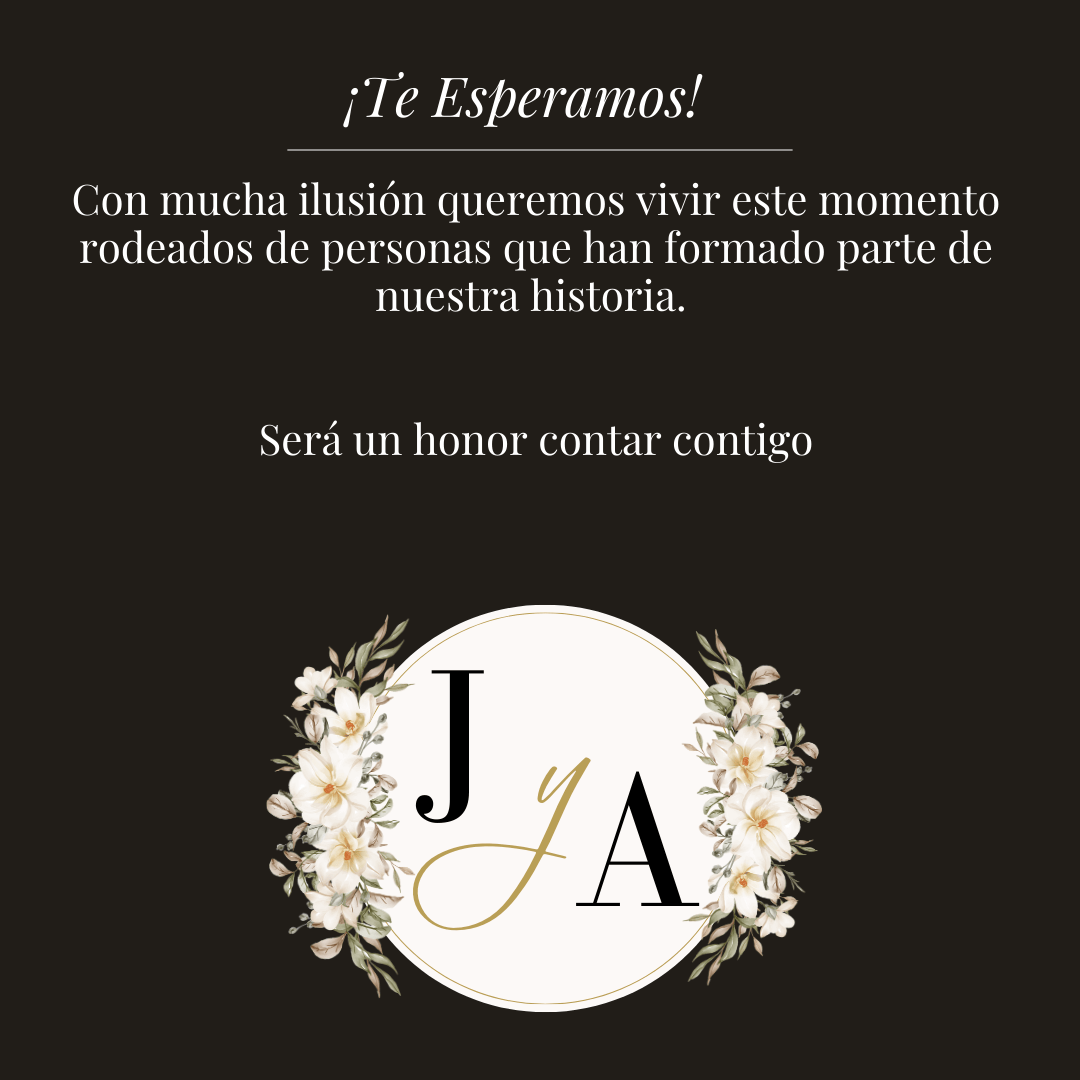 ¡Te Esperamos!
Con mucha ilusión queremos vivir este momento
rodeados de personas que han formado parte de
nuestra historia.
Será un honor contar contigo
J y A